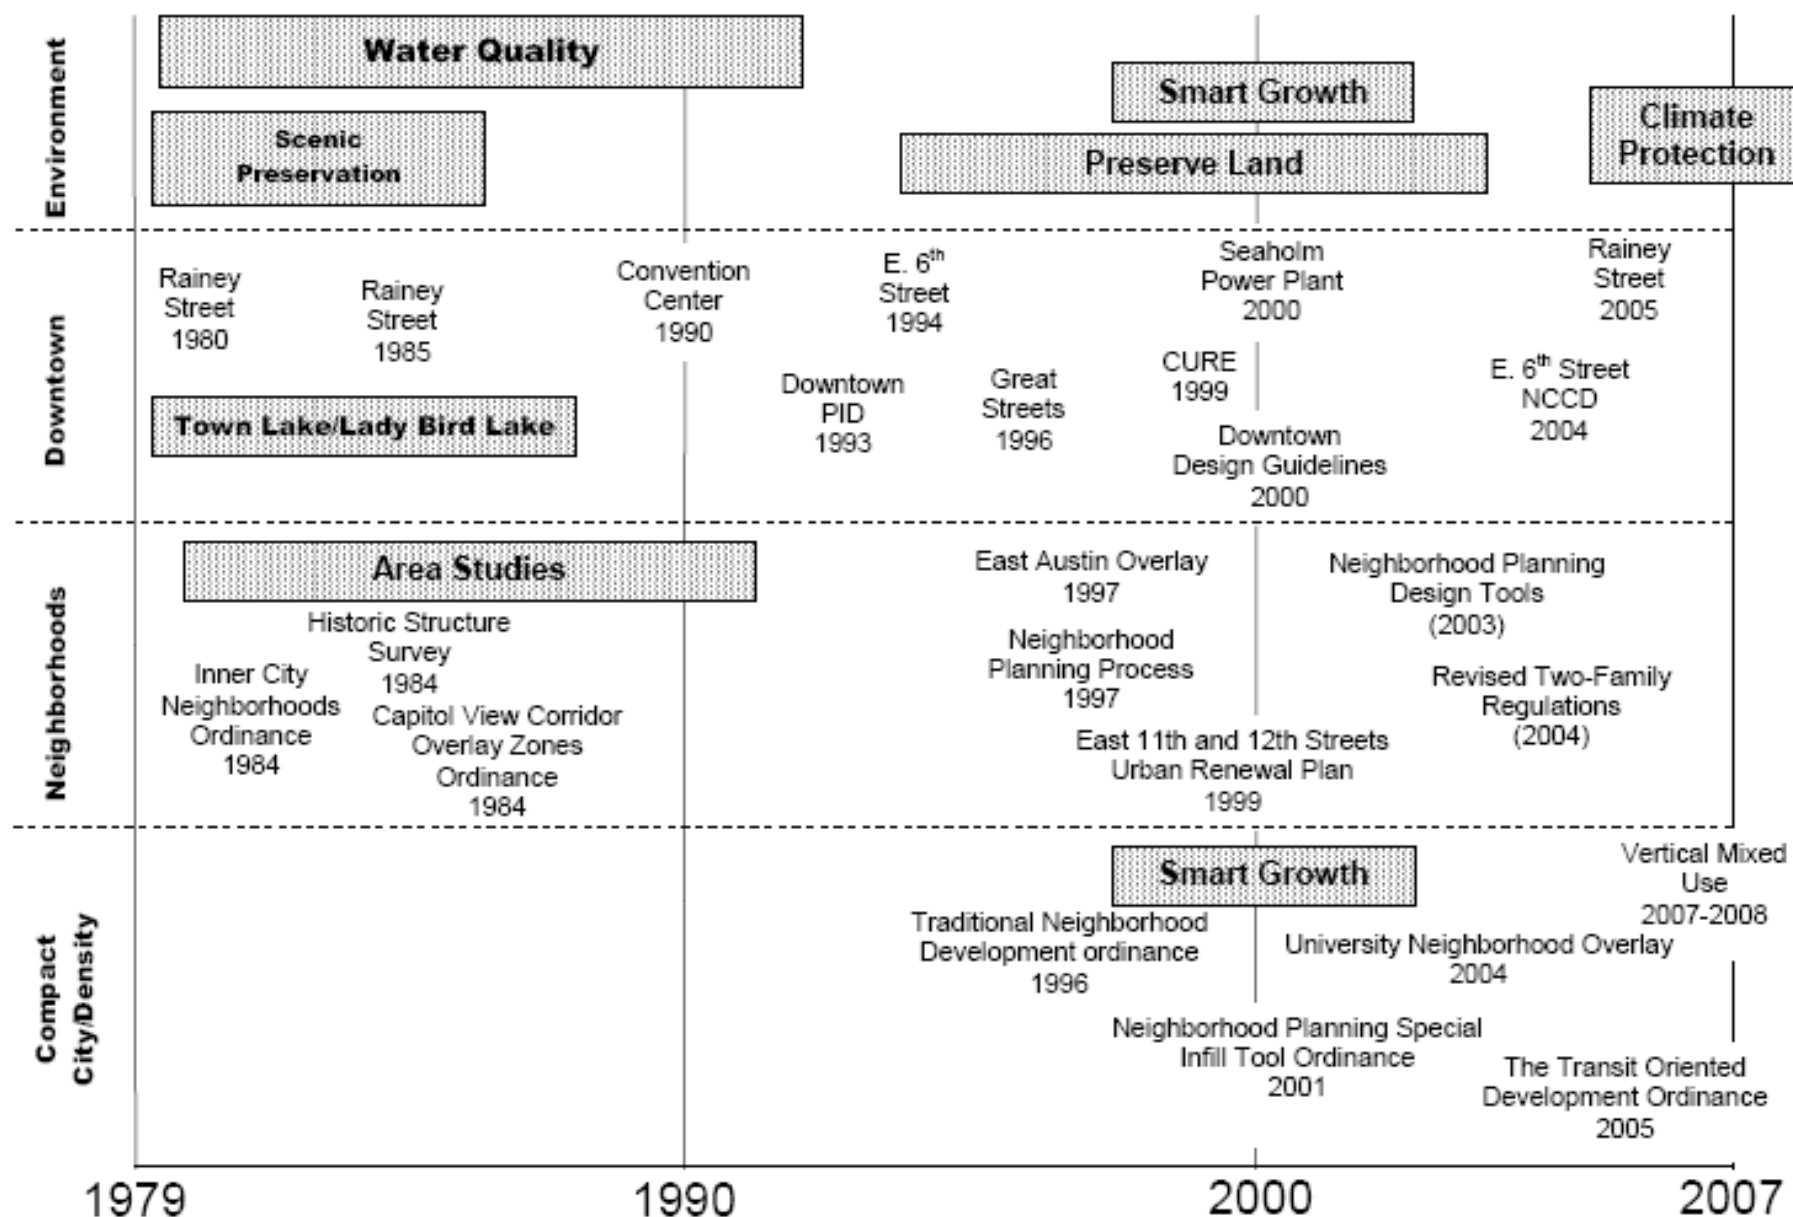 Environment
Water Quality
Scenic
Preservation
Smart Growth
Preserve Land
Climate
Protection
Downtown
Rainey
Street
1980
Rainey
Street
1985
Convention
Center
1990
E. 6th
Street
1994
Seaholm
Power Plant
2000
Rainey
Street
2005
Town Lake/Lady Bird Lake
Downtown
PID
1993
Great
Streets
1996
CURE
1999
Downtown
Design Guidelines
2000
E. 6th Street
NCCD
2004
Neighborhoods
Area Studies
Historic Structure
Survey
1984
Inner City
Neighborhoods
Ordinance
1984
Capitol View Corridor
Overlay Zones
Ordinance
1984
East Austin Overlay
1997
Neighborhood
Planning Process
1997
East 11th and 12th Streets
Urban Renewal Plan
1999
Neighborhood Planning
Design Tools
(2003)
Revised Two-Family
Regulations
(2004)
Compact
City/Density
Smart Growth
Traditional Neighborhood
Development ordinance
1996
Vertical Mixed
Use
2007-2008
University Neighborhood Overlay
2004
Neighborhood Planning Special
Infill Tool Ordinance
2001
The Transit Oriented
Development Ordinance
2005
1979
1990
2000
2007